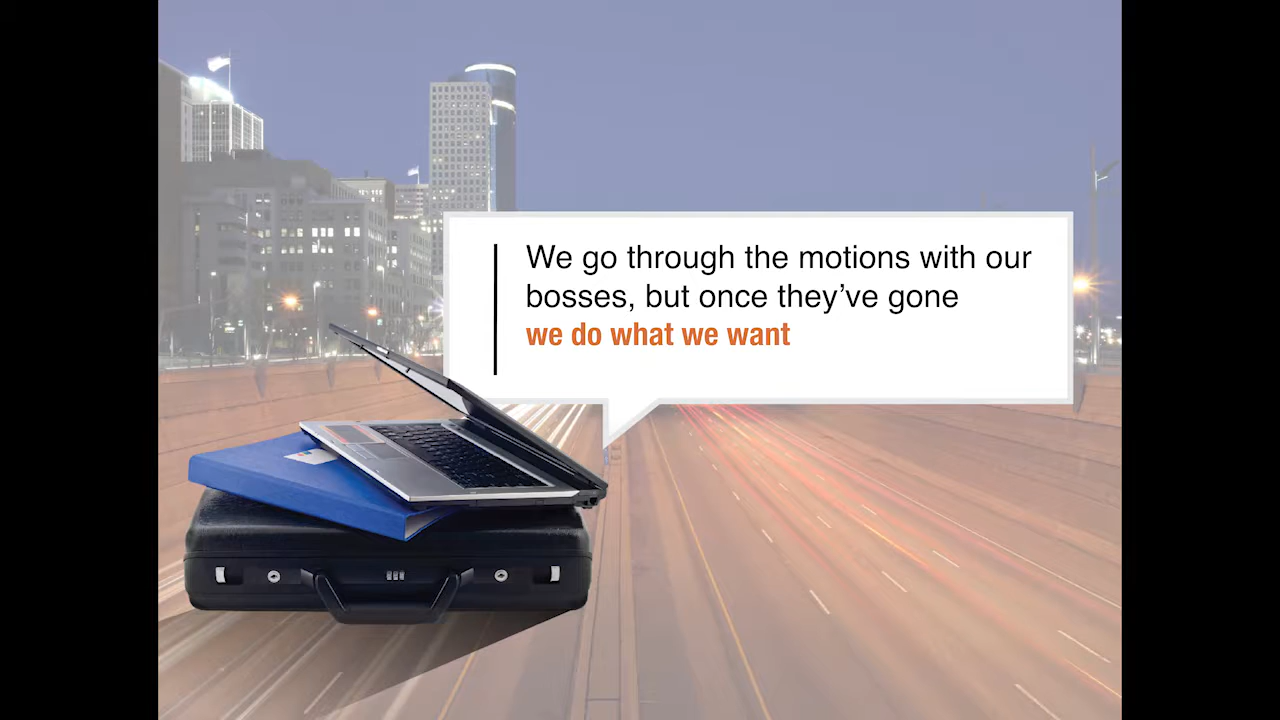 We go through the motions with our
bosses, but once they’ve gone
we do what we want